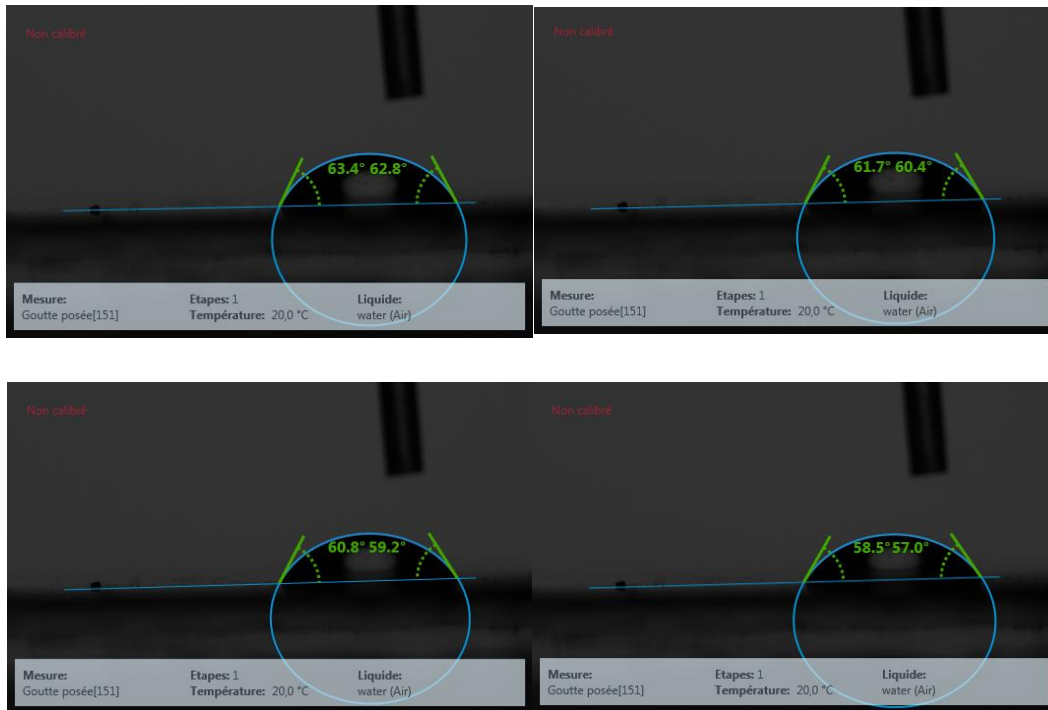 Non calibré
63.4° 62.8°
Mesure: Etapes: 1 Liquide:
Goutte posée[151] Température: 20,0 °C water (Air)
Non calibré
61.7° 60.4°
Mesure: Etapes: 1 Liquide:
Goutte posée[151] Température: 20,0 °C water (Air)
Non calibré
60.8° 59.2°
Mesure: Etapes: 1 Liquide:
Goutte posée[151] Température: 20,0 °C water (Air)
Non calibré
58.5° 57.0°
Mesure: Etapes: 1 Liquide:
Goutte posée[151] Température: 20,0 °C water (Air)